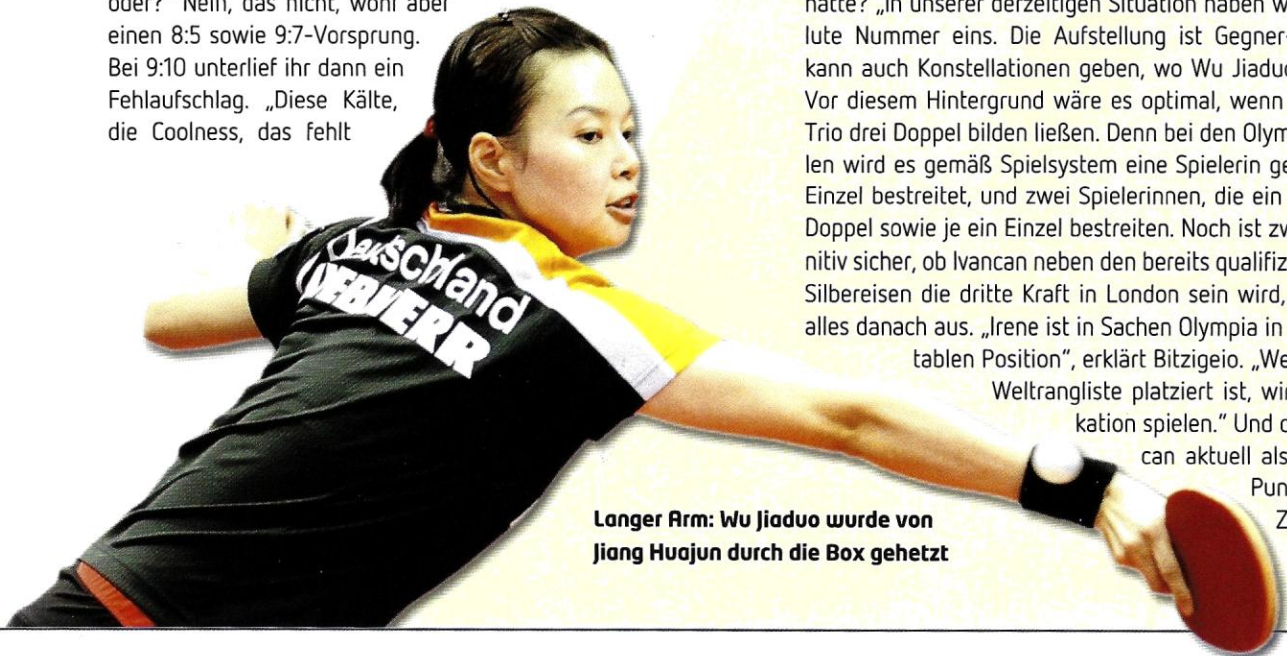 oder?“ Nein, das nicht, wohl aber
einen 8:5 sowie 9:7-Vorsprung.
Bei 9:10 unterlief ihr dann ein
Fehlaufschlag. „Diese Kälte,
die Coolness, das fehlt
Deutschland
LIEBHERR
Langer Arm: Wu Jiaduo wurde von
Jiang Huajun durch die Box gehetzt
hatte? „In unserer derzeitigen Situation haben w
lute Nummer eins. Die Aufstellung ist Gegner-
kann auch Konstellationen geben, wo Wu Jiaduo
Vor diesem Hintergrund wäre es optimal, wenn
Trio drei Doppel bilden ließen. Denn bei den Olym
len wird es gemäß Spielsystem eine Spielerin ge
Einzel bestreitet, und zwei Spielerinnen, die ein
Doppel sowie je ein Einzel bestreiten. Noch ist zw
nitiv sicher, ob Ivancan neben den bereits qualifiz
Silbereisen die dritte Kraft in London sein wird,
alles danach aus. „Irene ist in Sachen Olympia in
tablen Position“, erklärt Bitzigeio. „We
Weltrangliste platziert ist, wir
kation spielen.“ Und d
can aktuell als
Pun
Z